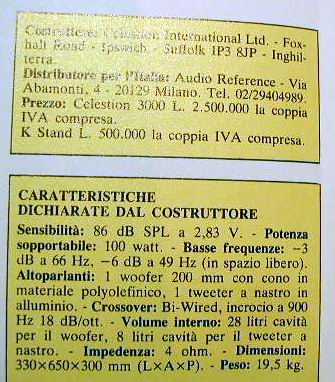 Costruttore: Celestion International Ltd. - Fox-
hall Road - Ipswich - Suffolk IP3 8JP - Inghil-
terra.
Distributore per l'Italia: Audio Reference - Via
Abamonti, 4 - 20129 Milano. Tel. 02/29404989.
Prezzo: Celestion 3000 L. 2.500.000 la coppia
IVA compresa.
K Stand L. 500.000 la coppia IVA compresa.
CARATTERISTICHE
DICHIARATE DAL COSTRUTTORE
Sensibilità: 86 dB SPL a 2,83 V. - Potenza
sopportabile: 100 watt. - Basse frequenze: −3
dB a 66 Hz, −6 dB a 49 Hz (in spazio libero).
Altoparlanti: 1 woofer 200 mm con cono in
materiale polyolefinico, 1 tweeter a nastro in
alluminio. - Crossover: Bi-Wired, incrocio a 900
Hz 18 dB/ott. - Volume interno: 28 litri cavità
per il woofer, 8 litri cavità per il tweeter a
nastro. - Impedenza: 4 ohm. - Dimensioni:
330×650×300 mm (L×A×P). - Peso: 19,5 kg.